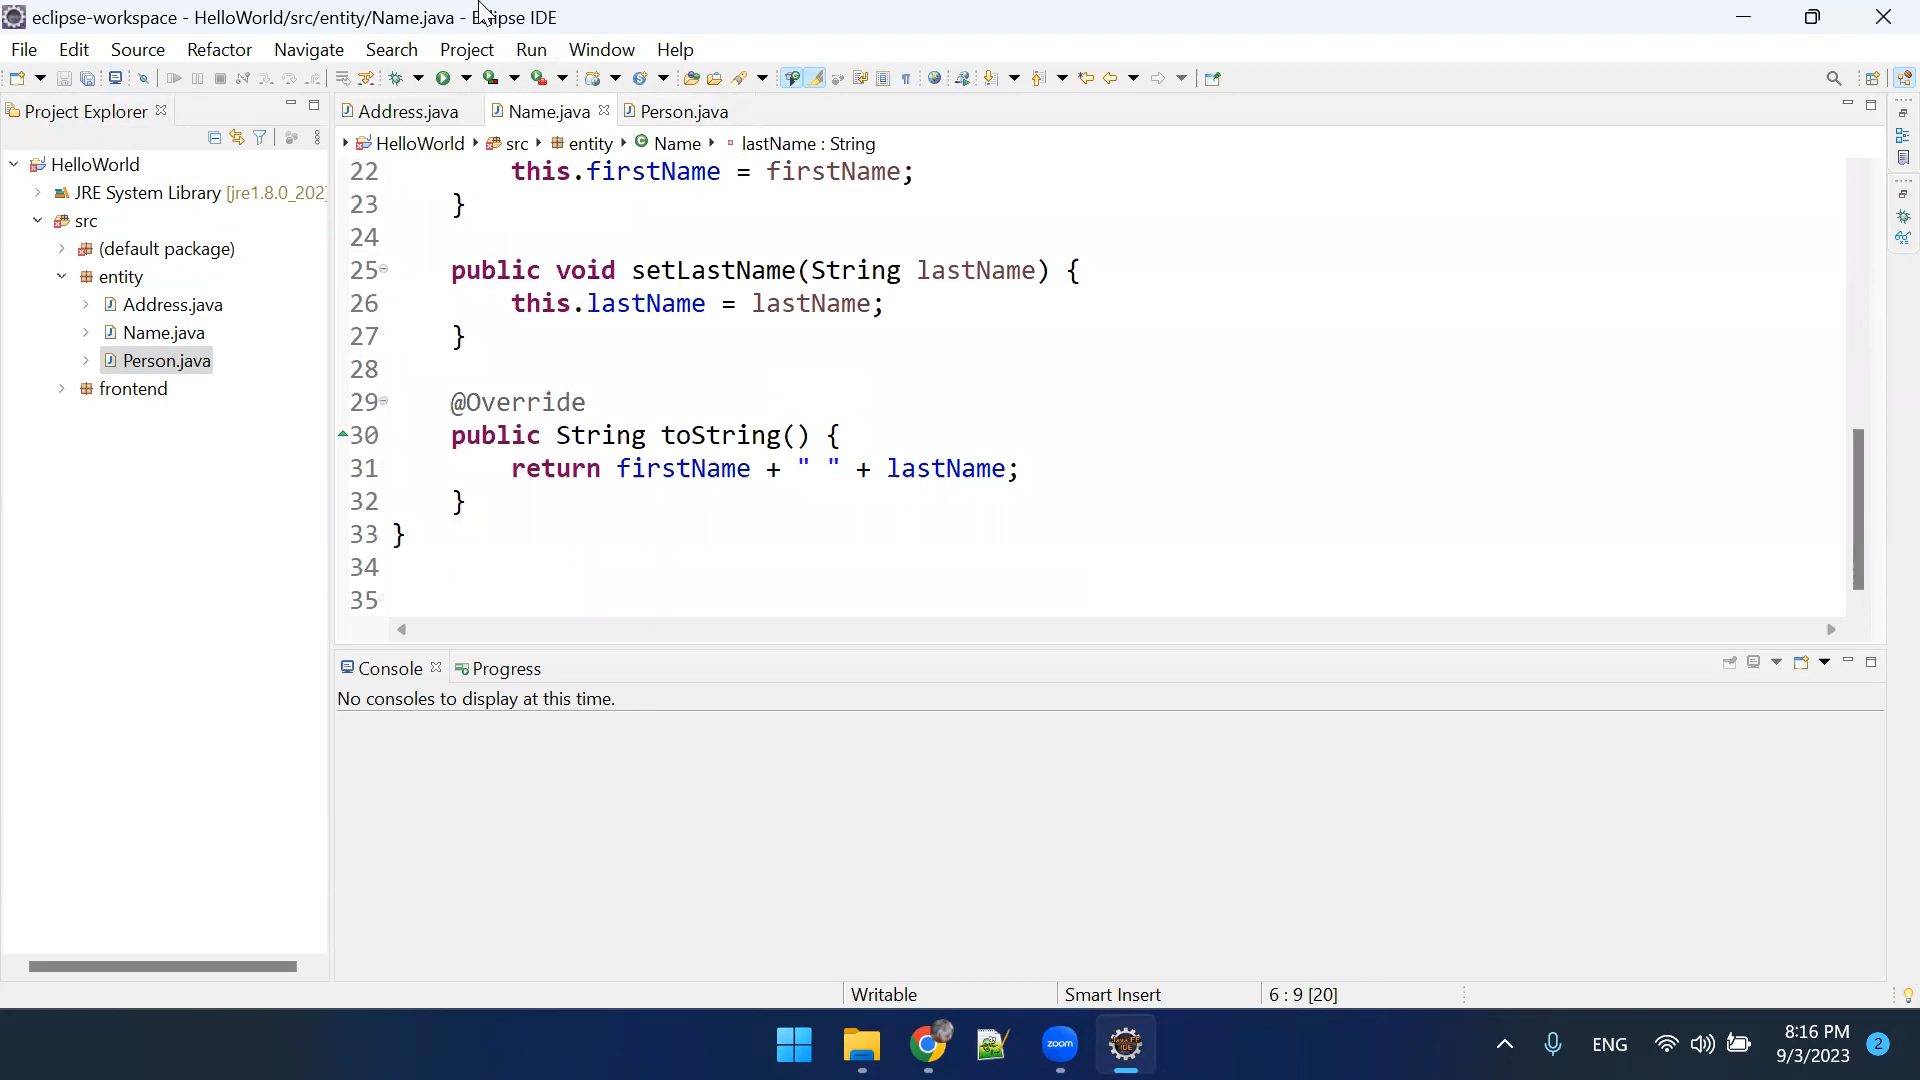 eclipse-workspace - HelloWorld/src/entity/Name.java - Eclipse IDE
File Edit Source Refactor Navigate Search Project Run Window Help
Project Explorer
HelloWorld
JRE System Library [jre1.8.0_202]
src
(default package)
entity
Address.java
Name.java
Person.java
frontend
Address.java Name.java Person.java
HelloWorld src entity Name lastName : String
22 this.firstName = firstName;
23 }
24
25 public void setLastName(String lastName) {
26 this.lastName = lastName;
27 }
28
29 @Override
30 public String toString() {
31 return firstName + " " + lastName;
32 }
33 }
34
35
Console Progress
No consoles to display at this time.
Writable Smart Insert 6 : 9 [20]
zoom
JAVA EE
IDE
ENG
8:16 PM
9/3/2023
2